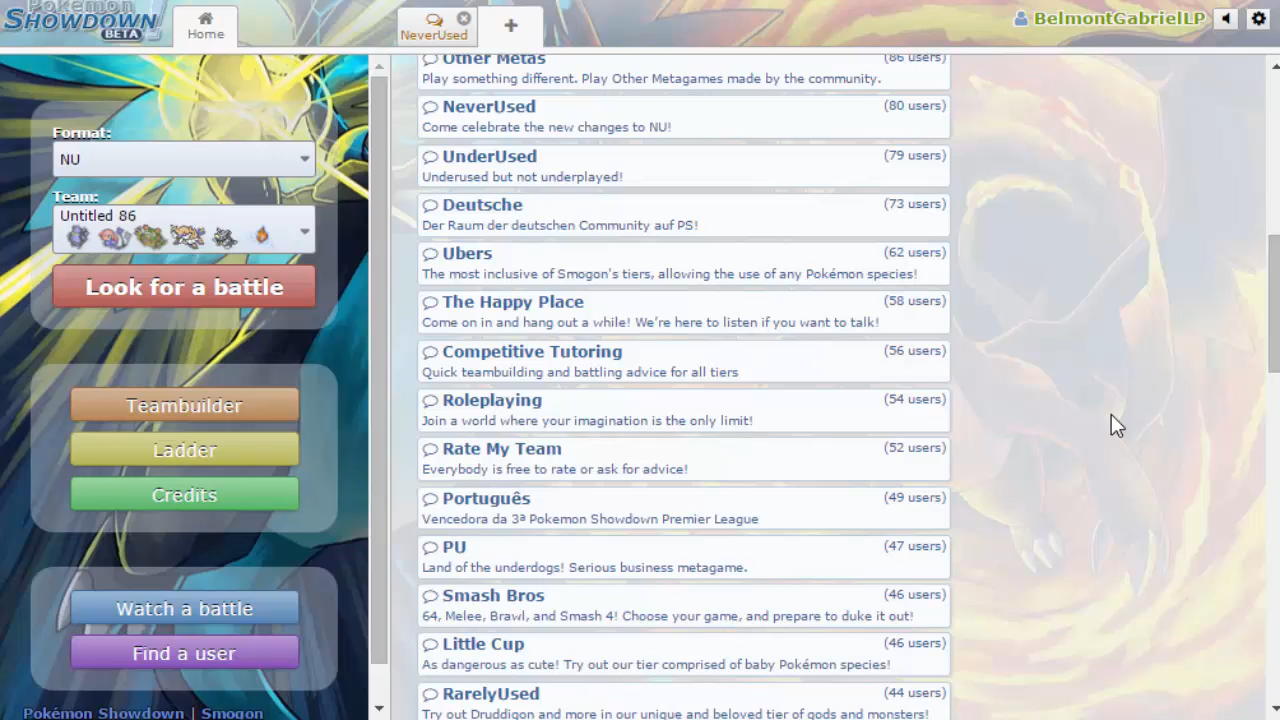 Pokémon
SHOWDOWN
BETA
Home
NeverUsed
+
BelmontGabrielLP
Format:
NU
Team:
Untitled 86
Look for a battle
Teambuilder
Ladder
Credits
Watch a battle
Find a user
Pokémon Showdown | Smogon
Other Metas (86 users)
Play something different. Play Other Metagames made by the community.
NeverUsed (80 users)
Come celebrate the new changes to NU!
UnderUsed (79 users)
Underused but not underplayed!
Deutsche (73 users)
Der Raum der deutschen Community auf PS!
Ubers (62 users)
The most inclusive of Smogon's tiers, allowing the use of any Pokémon species!
The Happy Place (58 users)
Come on in and hang out a while! We're here to listen if you want to talk!
Competitive Tutoring (56 users)
Quick teambuilding and battling advice for all tiers
Roleplaying (54 users)
Join a world where your imagination is the only limit!
Rate My Team (52 users)
Everybody is free to rate or ask for advice!
Português (49 users)
Vencedora da 3ª Pokemon Showdown Premier League
PU (47 users)
Land of the underdogs! Serious business metagame.
Smash Bros (46 users)
64, Melee, Brawl, and Smash 4! Choose your game, and prepare to duke it out!
Little Cup (46 users)
As dangerous as cute! Try out our tier comprised of baby Pokémon species!
RarelyUsed (44 users)
Try out Druddigon and more in our unique and beloved tier of gods and monsters!